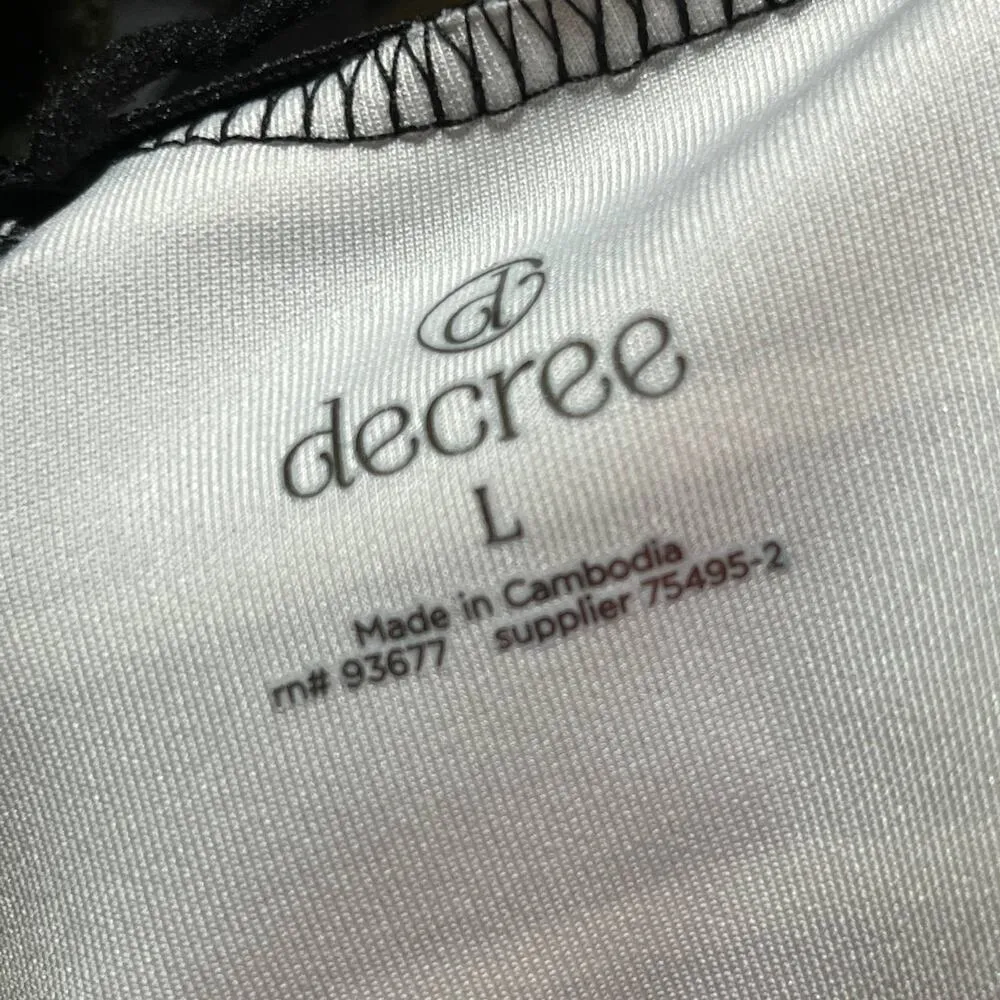 d
decree
L
Made in Cambodia
rn# 93677 supplier 75495-2